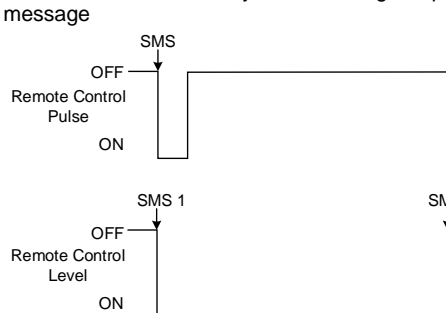 message
SMS
OFF
Remote Control
Pulse
ON
SMS 1
OFF
Remote Control
Level
ON